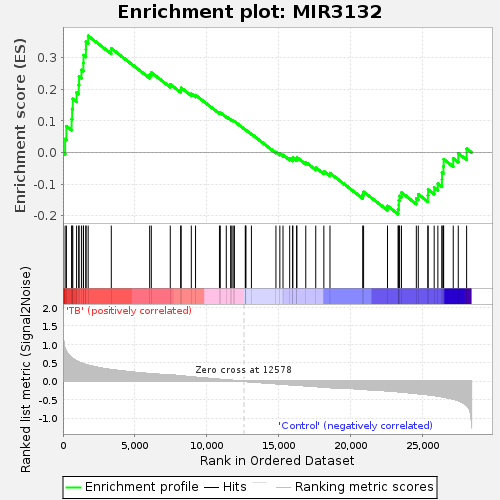 Enrichment plot: MIR3132
Enrichment score (ES)
0.3
0.2
0.1
0.0
-0.1
-0.2
'TB' (positively correlated)
Ranked list metric (Signal2Noise)
2.0
1.5
1.0
0.5
0.0
-0.5
-1.0
Zero cross at 12578
'Control' (negatively correlated)
0 5,000 10,000 15,000 20,000 25,000
Rank in Ordered Dataset
Enrichment profile Hits Ranking metric scores